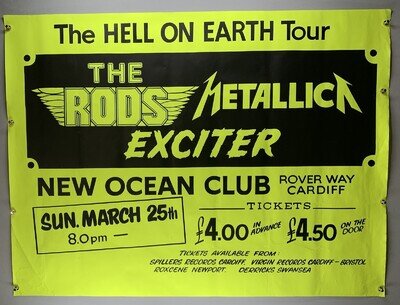 The HELL ON EARTH Tour
THE RODS METALLICA
EXCITER
NEW OCEAN CLUB ROVER WAY CARDIFF
SUN. MARCH 25th
8.0pm —
TICKETS
£4.00 IN ADVANCE £4.50 ON THE DOOR
TICKETS AVAILABLE FROM
SPILLERS RECORDS CARDIFF. VIRGIN RECORDS CARDIFF - BRISTOL
ROXCENE NEWPORT. DERRICKS SWANSEA